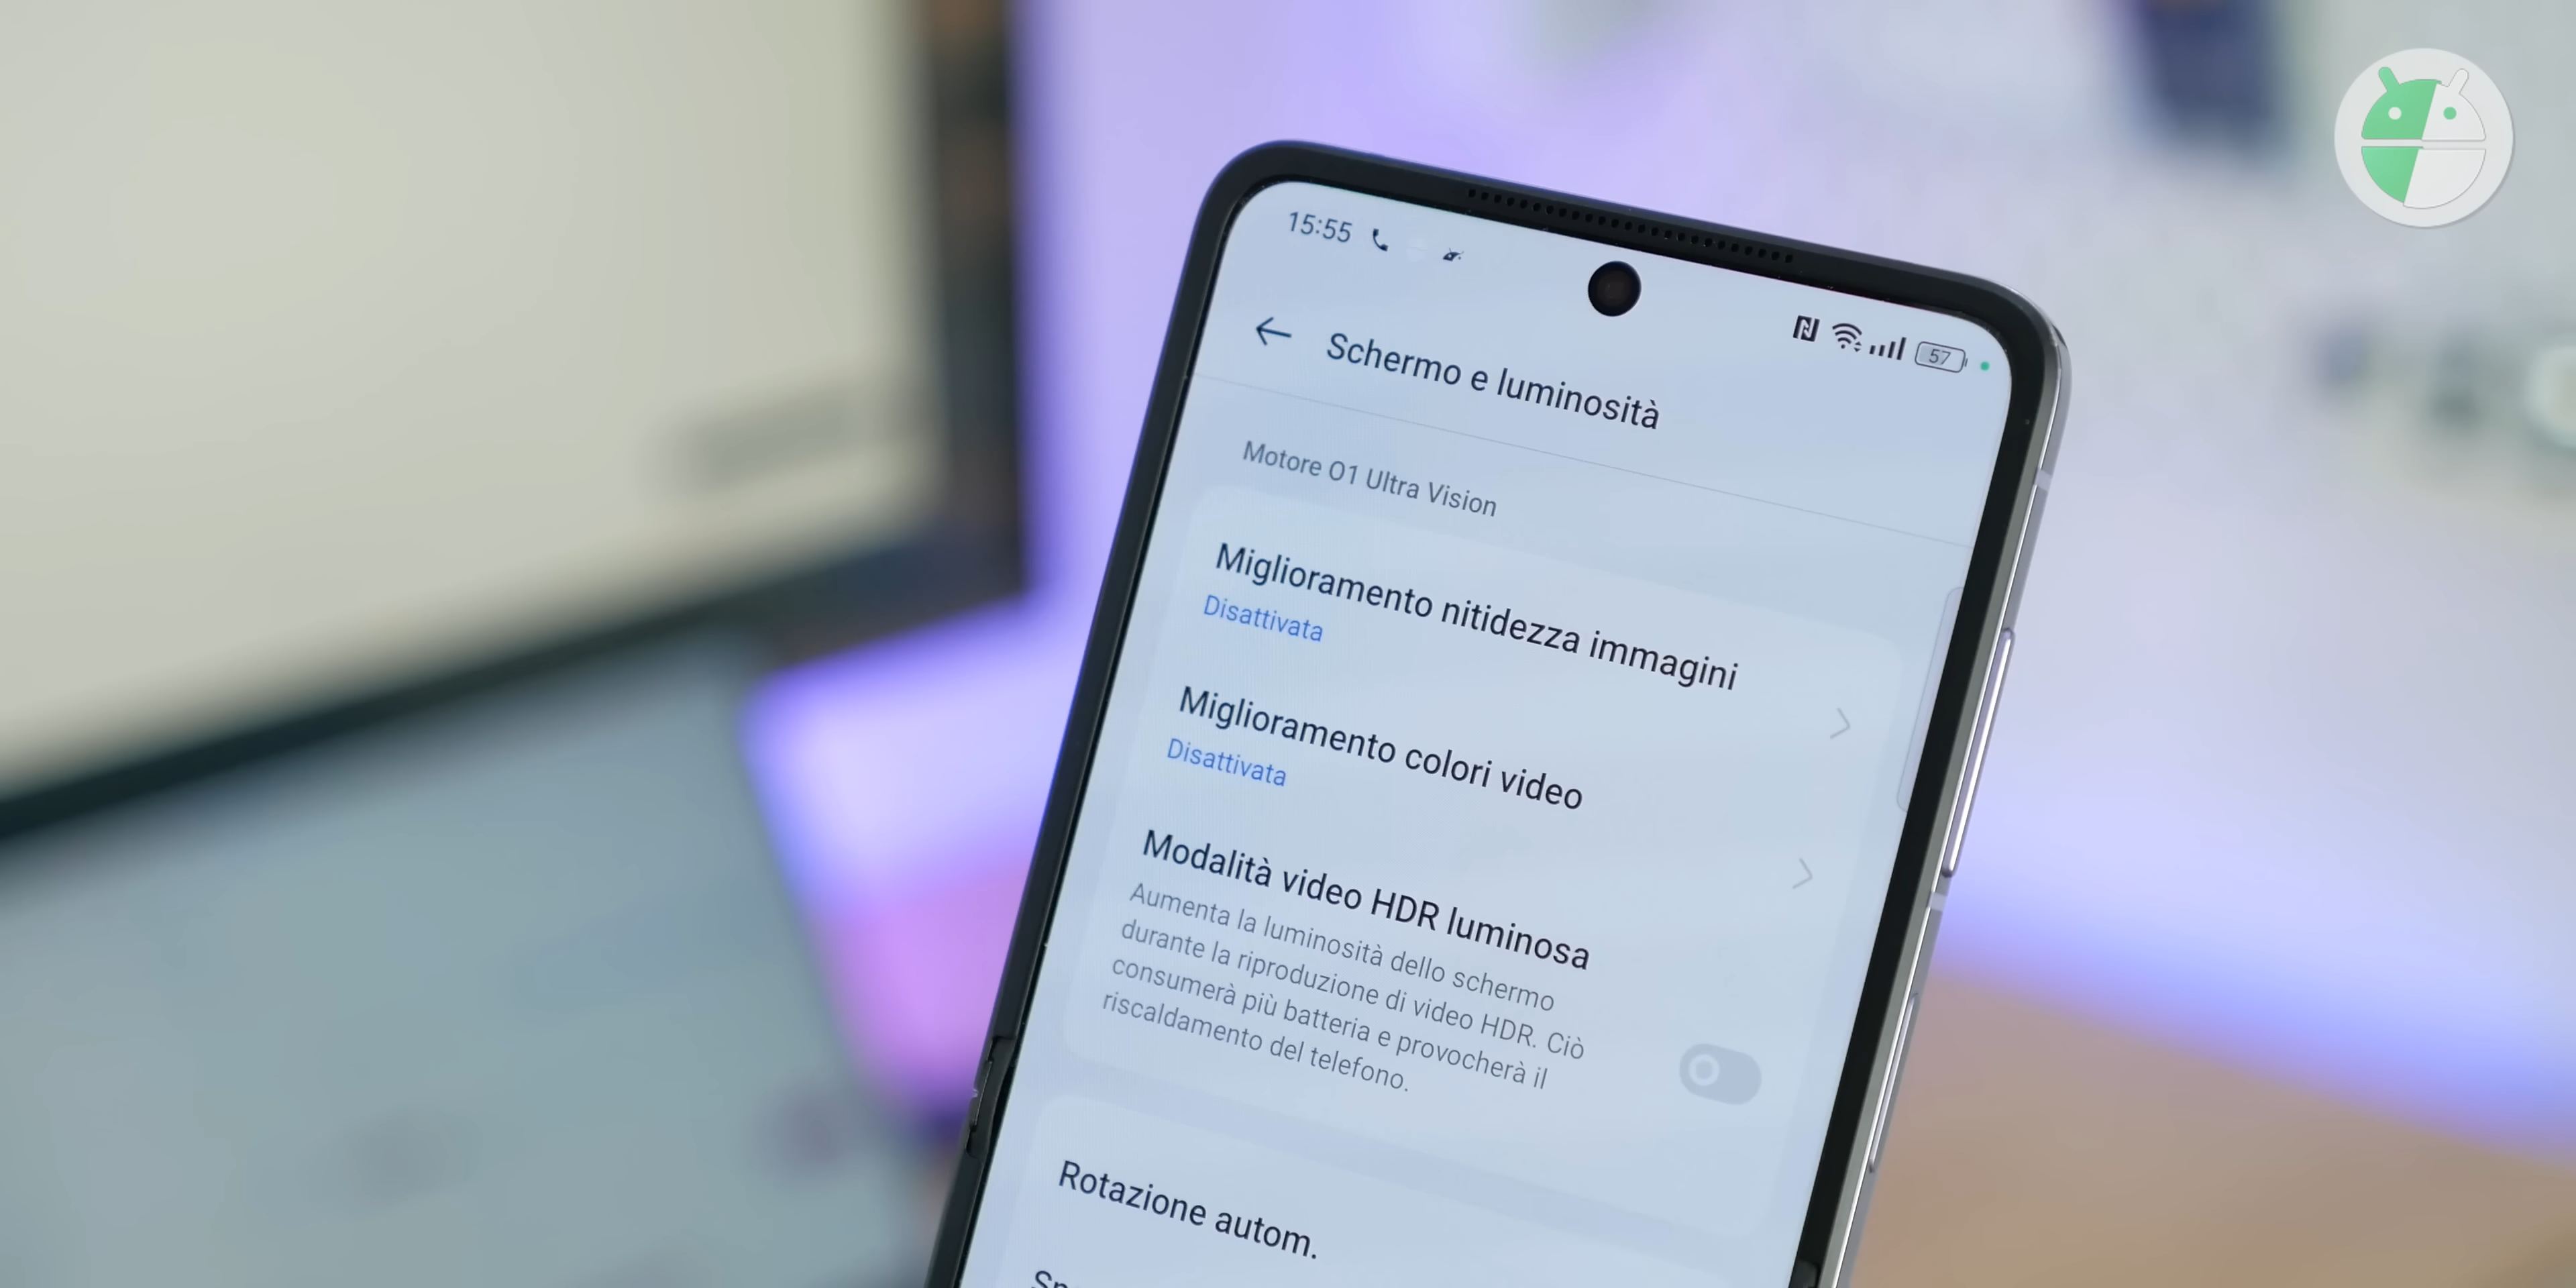 15:55
57
Schermo e luminosità
Motore O1 Ultra Vision
Miglioramento nitidezza immagini
Disattivata
Miglioramento colori video
Disattivata
Modalità video HDR luminosa
Aumenta la luminosità dello schermo
durante la riproduzione di video HDR. Ciò
consumerà più batteria e provocherà il
riscaldamento del telefono.
Rotazione autom.